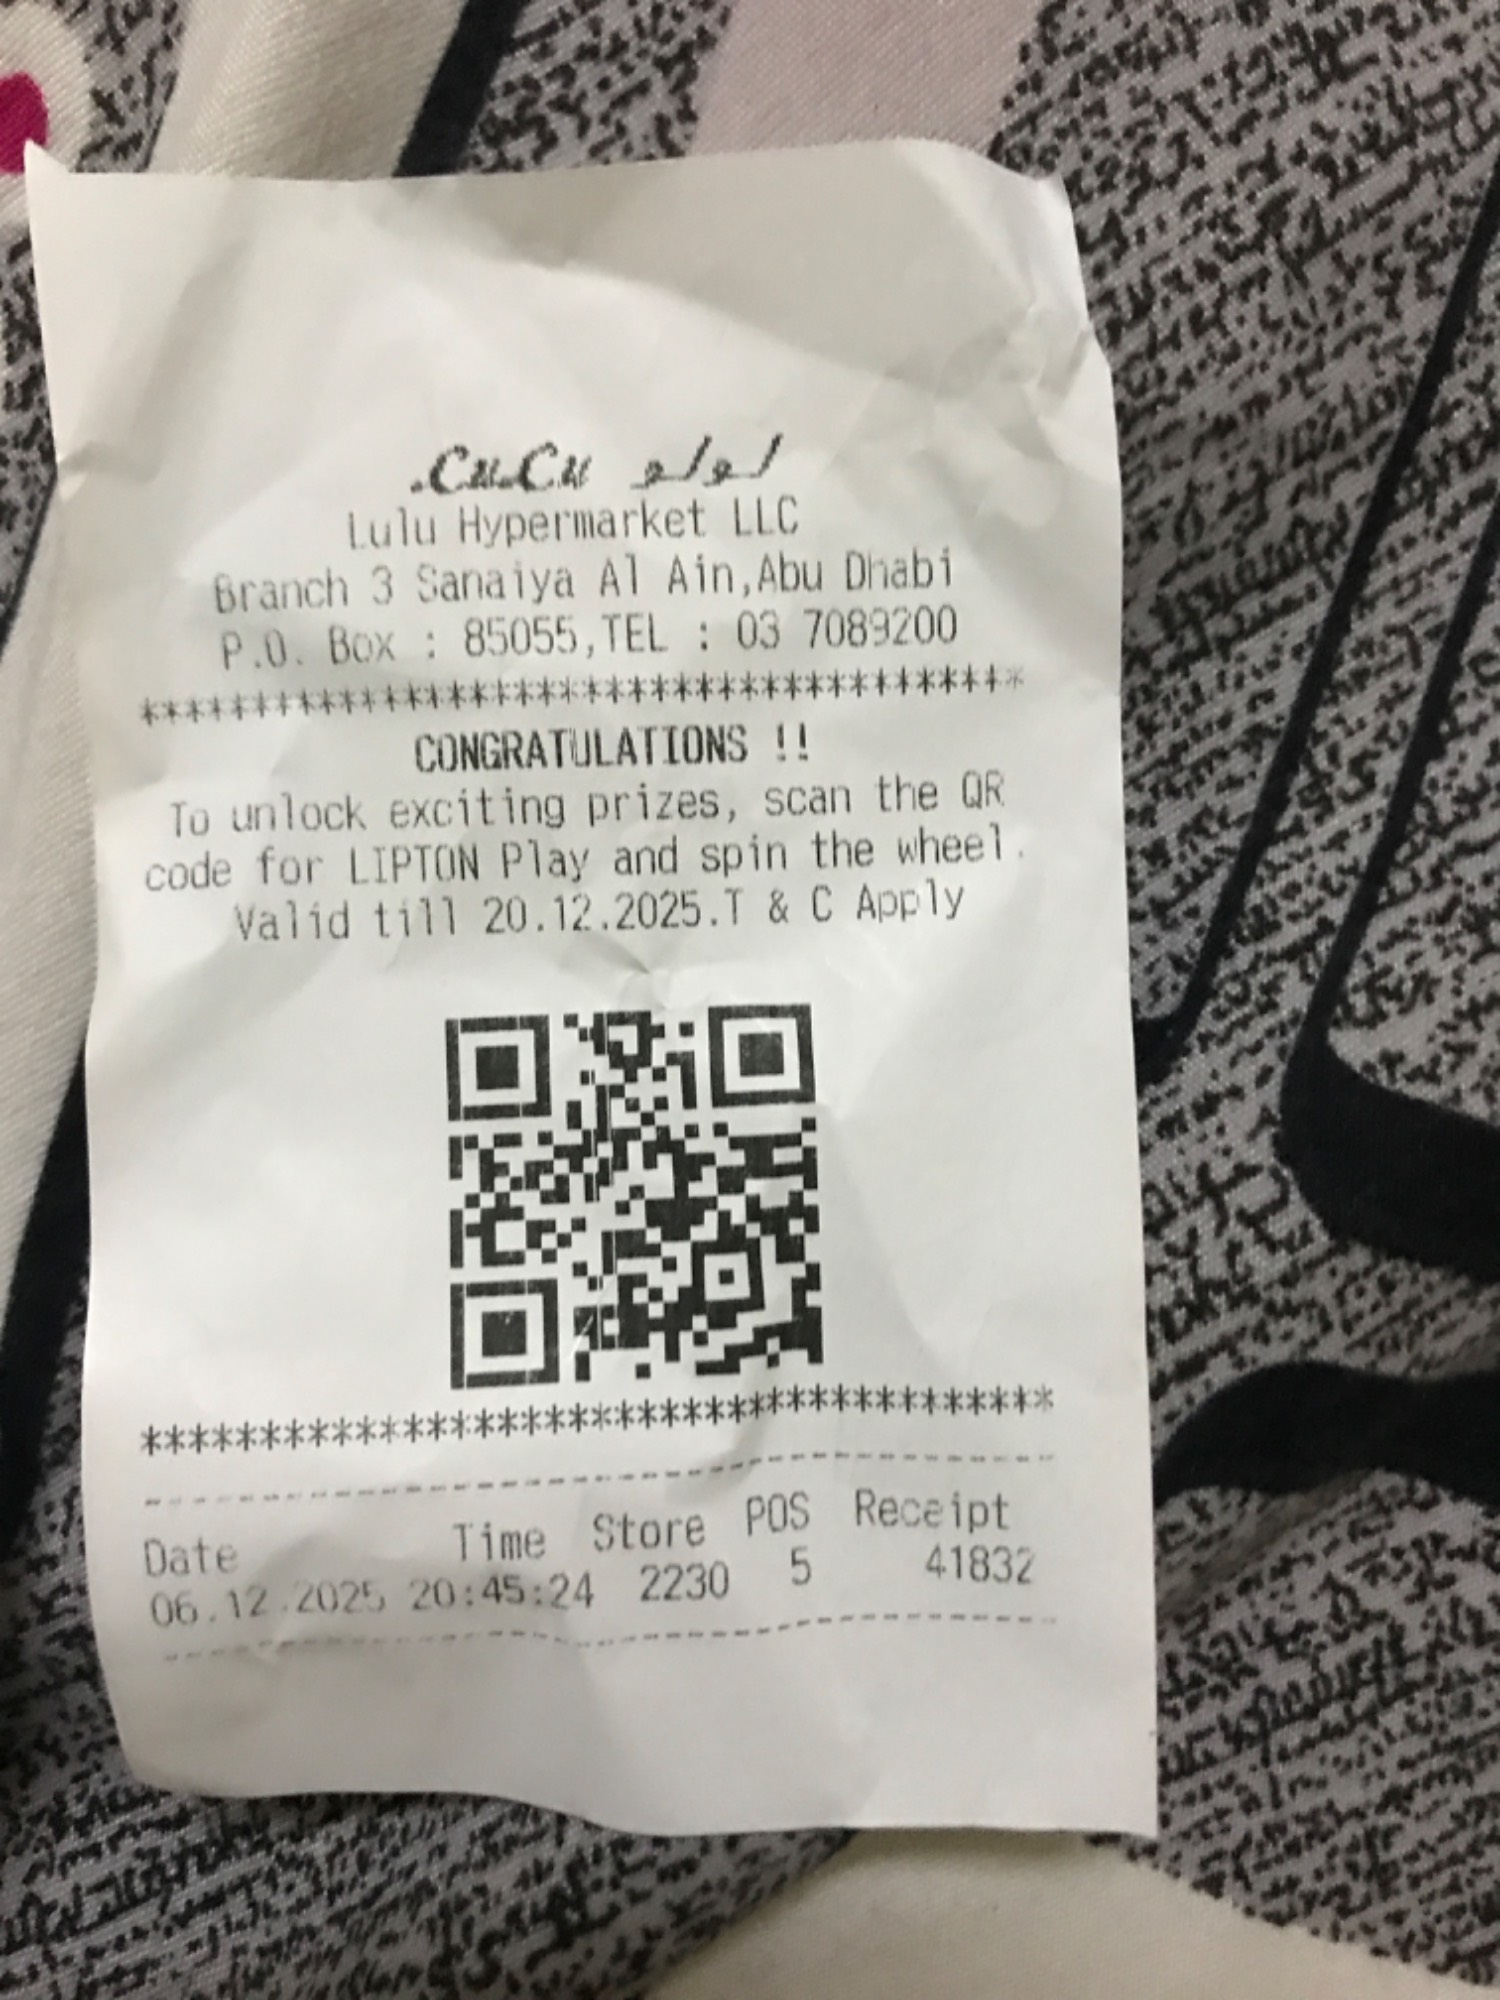 LuLu لولو
Lulu Hypermarket LLC
Branch 3 Sanaiya Al Ain,Abu Dhabi
P.O. Box : 85055,TEL : 03 7089200
***************************************
CONGRATULATIONS !!
To unlock exciting prizes, scan the QR
code for LIPTON Play and spin the wheel.
Valid till 20.12.2025.T & C Apply
***************************************
Date Time Store POS Receipt
06.12.2025 20:45:24 2230 5 41832